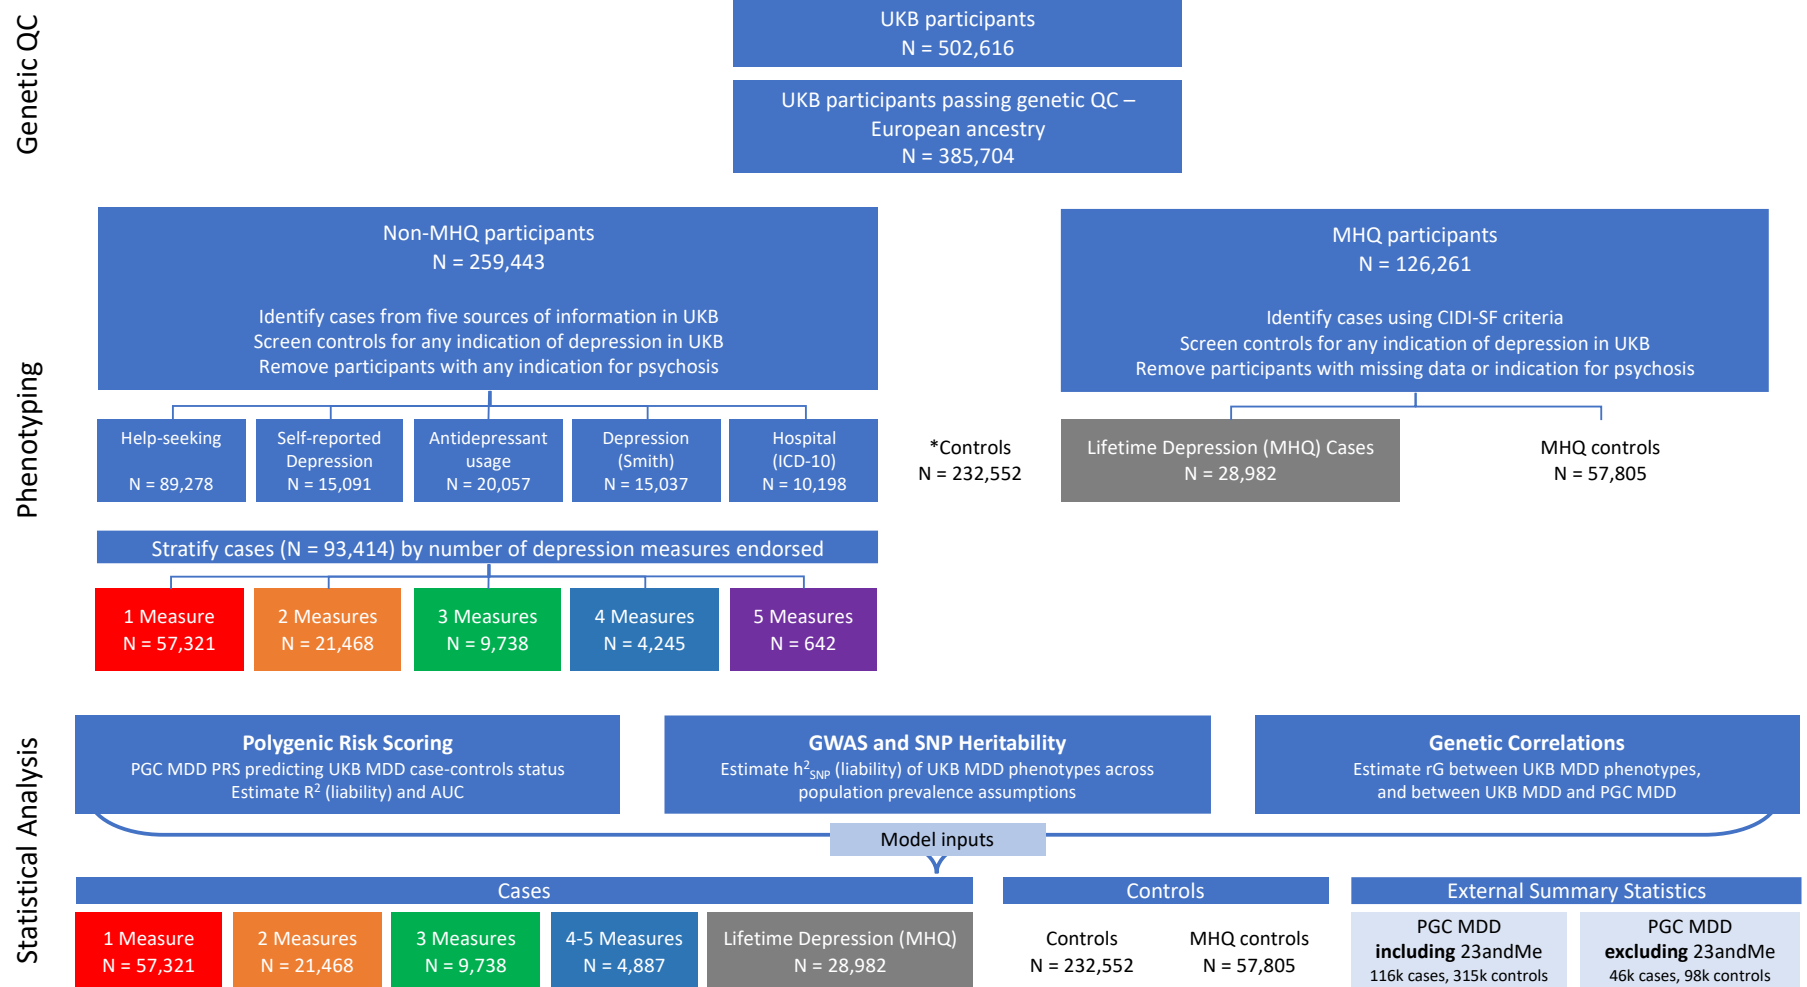 Genetic QC
UKB participants
N = 502,616
UKB participants passing genetic QC –
European ancestry
N = 385,704
Phenotyping
Non-MHQ participants
N = 259,443
Identify cases from five sources of information in UKB
Screen controls for any indication of depression in UKB
Remove participants with any indication for psychosis
MHQ participants
N = 126,261
Identify cases using CIDI-SF criteria
Screen controls for any indication of depression in UKB
Remove participants with missing data or indication for psychosis
Help-seeking
N = 89,278
Self-reported
Depression
N = 15,091
Antidepressant
usage
N = 20,057
Depression
(Smith)
N = 15,037
Hospital
(ICD-10)
N = 10,198
*Controls
N = 232,552
Lifetime Depression (MHQ) Cases
N = 28,982
MHQ controls
N = 57,805
Stratify cases (N = 93,414) by number of depression measures endorsed
1 Measure
N = 57,321
2 Measures
N = 21,468
3 Measures
N = 9,738
4 Measures
N = 4,245
5 Measures
N = 642
Statistical Analysis
Polygenic Risk Scoring
PGC MDD PRS predicting UKB MDD case-controls status
Estimate R² (liability) and AUC
GWAS and SNP Heritability
Estimate h²SNP (liability) of UKB MDD phenotypes across
population prevalence assumptions
Genetic Correlations
Estimate rG between UKB MDD phenotypes,
and between UKB MDD and PGC MDD
Model inputs
Cases
1 Measure
N = 57,321
2 Measures
N = 21,468
3 Measures
N = 9,738
4-5 Measures
N = 4,887
Lifetime Depression (MHQ)
N = 28,982
Controls
Controls
N = 232,552
MHQ controls
N = 57,805
External Summary Statistics
PGC MDD
including 23andMe
116k cases, 315k controls
PGC MDD
excluding 23andMe
46k cases, 98k controls